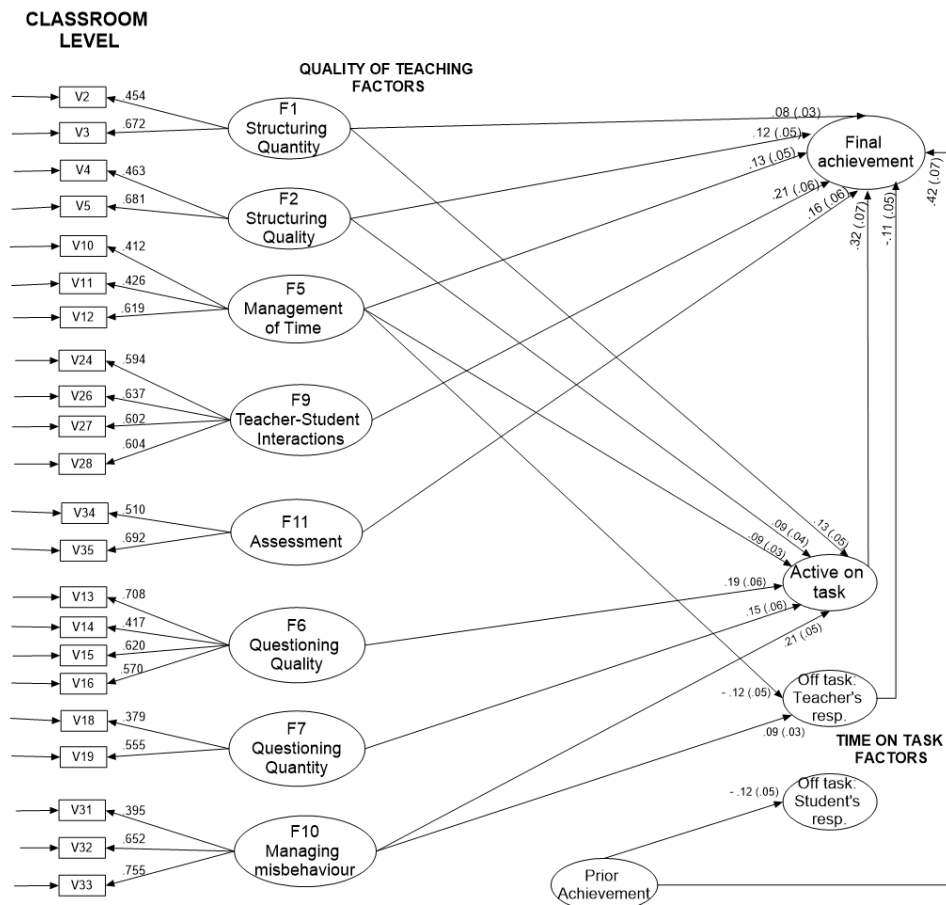 CLASSROOM
LEVEL
QUALITY OF TEACHING
FACTORS
V2
.454
V3
.672
F1
Structuring
Quantity
V4
.463
V5
.681
F2
Structuring
Quality
V10
.412
V11
.426
V12
.619
F5
Management
of Time
V24
.594
V26
.637
V27
.602
V28
.604
F9
Teacher-Student
Interactions
V34
.510
V35
.692
F11
Assessment
V13
.708
V14
.417
V15
.620
V16
.570
F6
Questioning
Quality
V18
.379
V19
.555
F7
Questioning
Quantity
V31
.395
V32
.652
V33
.755
F10
Managing
misbehaviour
.08 (.03)
.12 (.05)
.13 (.05)
.21 (.06)
.16 (.06)
Final
achievement
.32 (.07)
-.11 (.05)
.42 (.07)
.13 (.05)
.09 (.04)
.09 (.03)
.19 (.06)
.15 (.06)
.21 (.05)
Active on
task
- .12 (.05)
.09 (.03)
Off task:
Teacher's
resp.
TIME ON TASK
FACTORS
- .12 (.05)
Off task:
Student's
resp.
Prior
Achievement